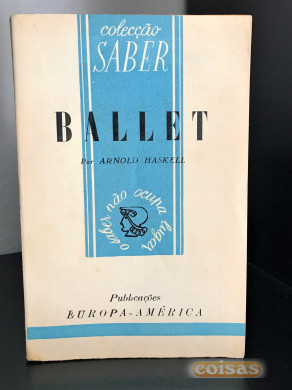 colecção
SABER
BALLET
Por ARNOLD HASKELL
o saber não ocupa lugar
Publicações
EUROPA-AMÉRICA
coisas